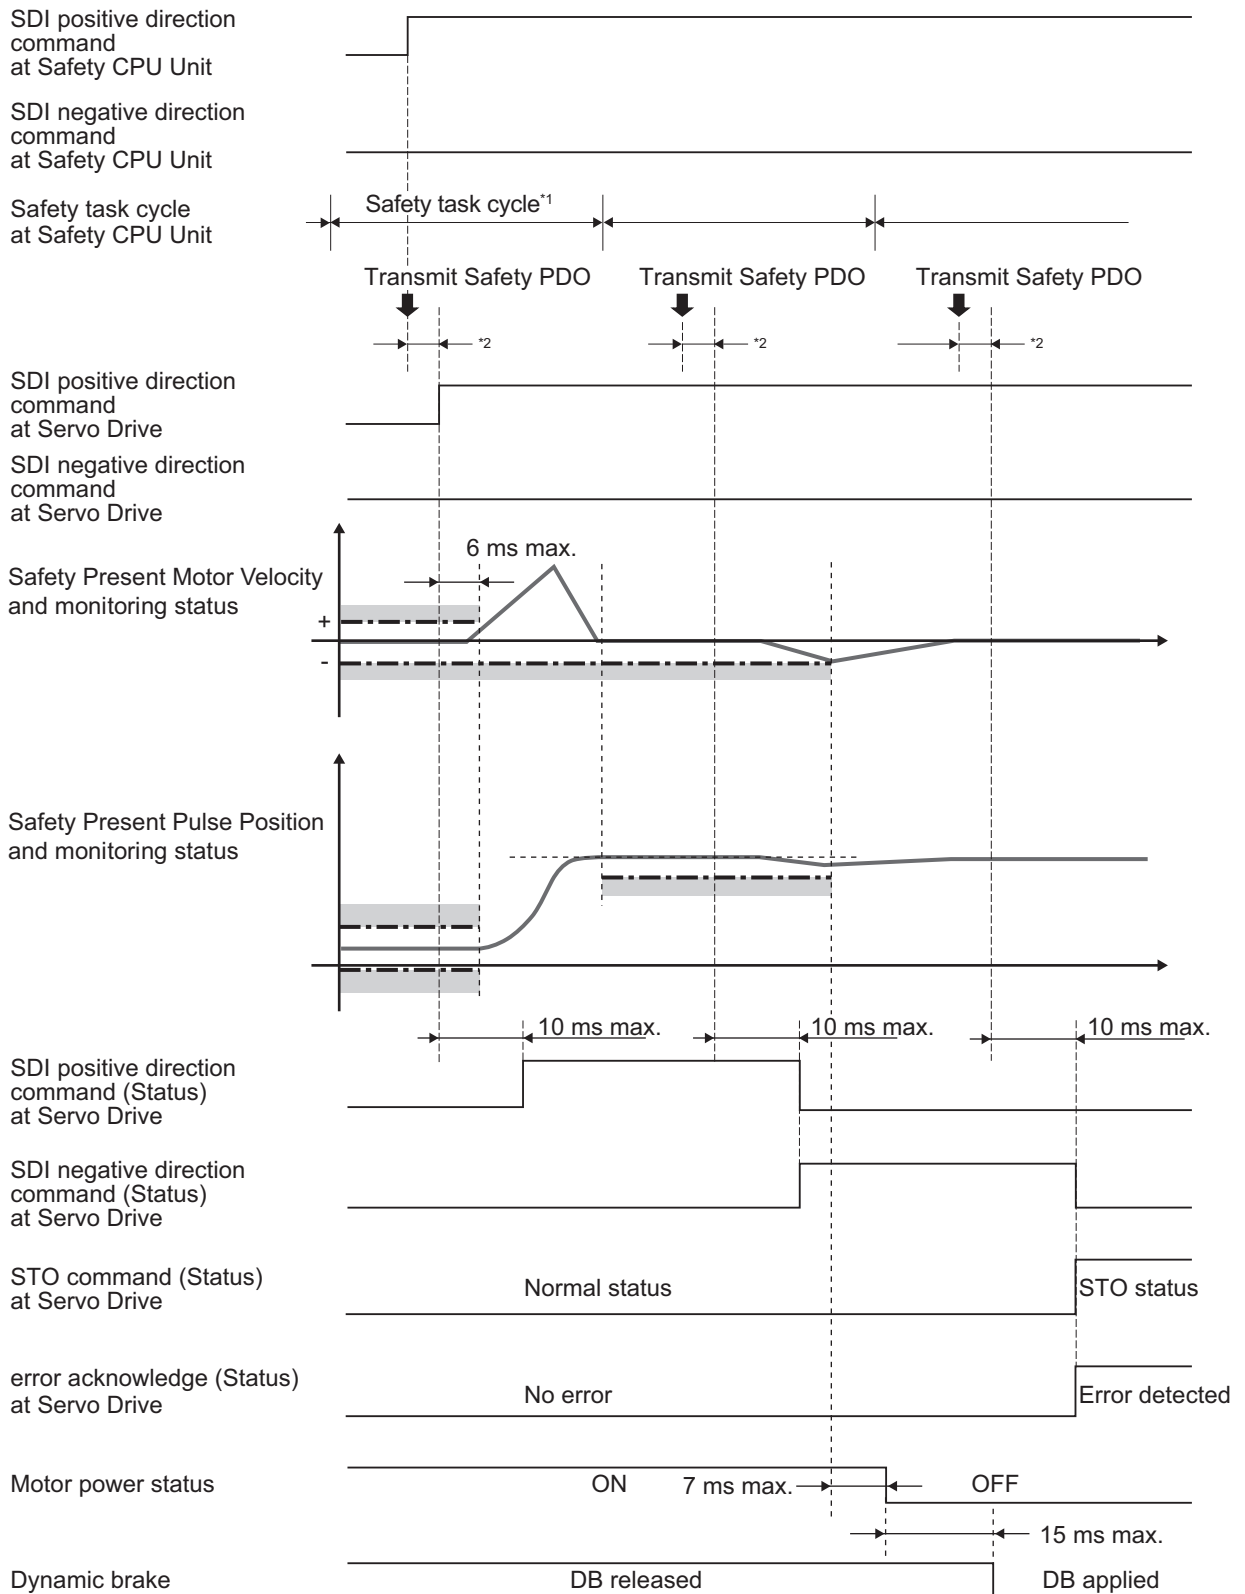 SDI positive direction
command
at Safety CPU Unit
SDI negative direction
command
at Safety CPU Unit
Safety task cycle
at Safety CPU Unit
Safety task cycle*1
Transmit Safety PDO
Transmit Safety PDO
Transmit Safety PDO
*2
*2
*2
SDI positive direction
command
at Servo Drive
SDI negative direction
command
at Servo Drive
6 ms max.
Safety Present Motor Velocity
and monitoring status
+
-
Safety Present Pulse Position
and monitoring status
10 ms max.
10 ms max.
10 ms max.
SDI positive direction
command (Status)
at Servo Drive
SDI negative direction
command (Status)
at Servo Drive
STO command (Status)
at Servo Drive
Normal status
STO status
error acknowledge (Status)
at Servo Drive
No error
Error detected
Motor power status
ON
7 ms max.
OFF
15 ms max.
Dynamic brake
DB released
DB applied